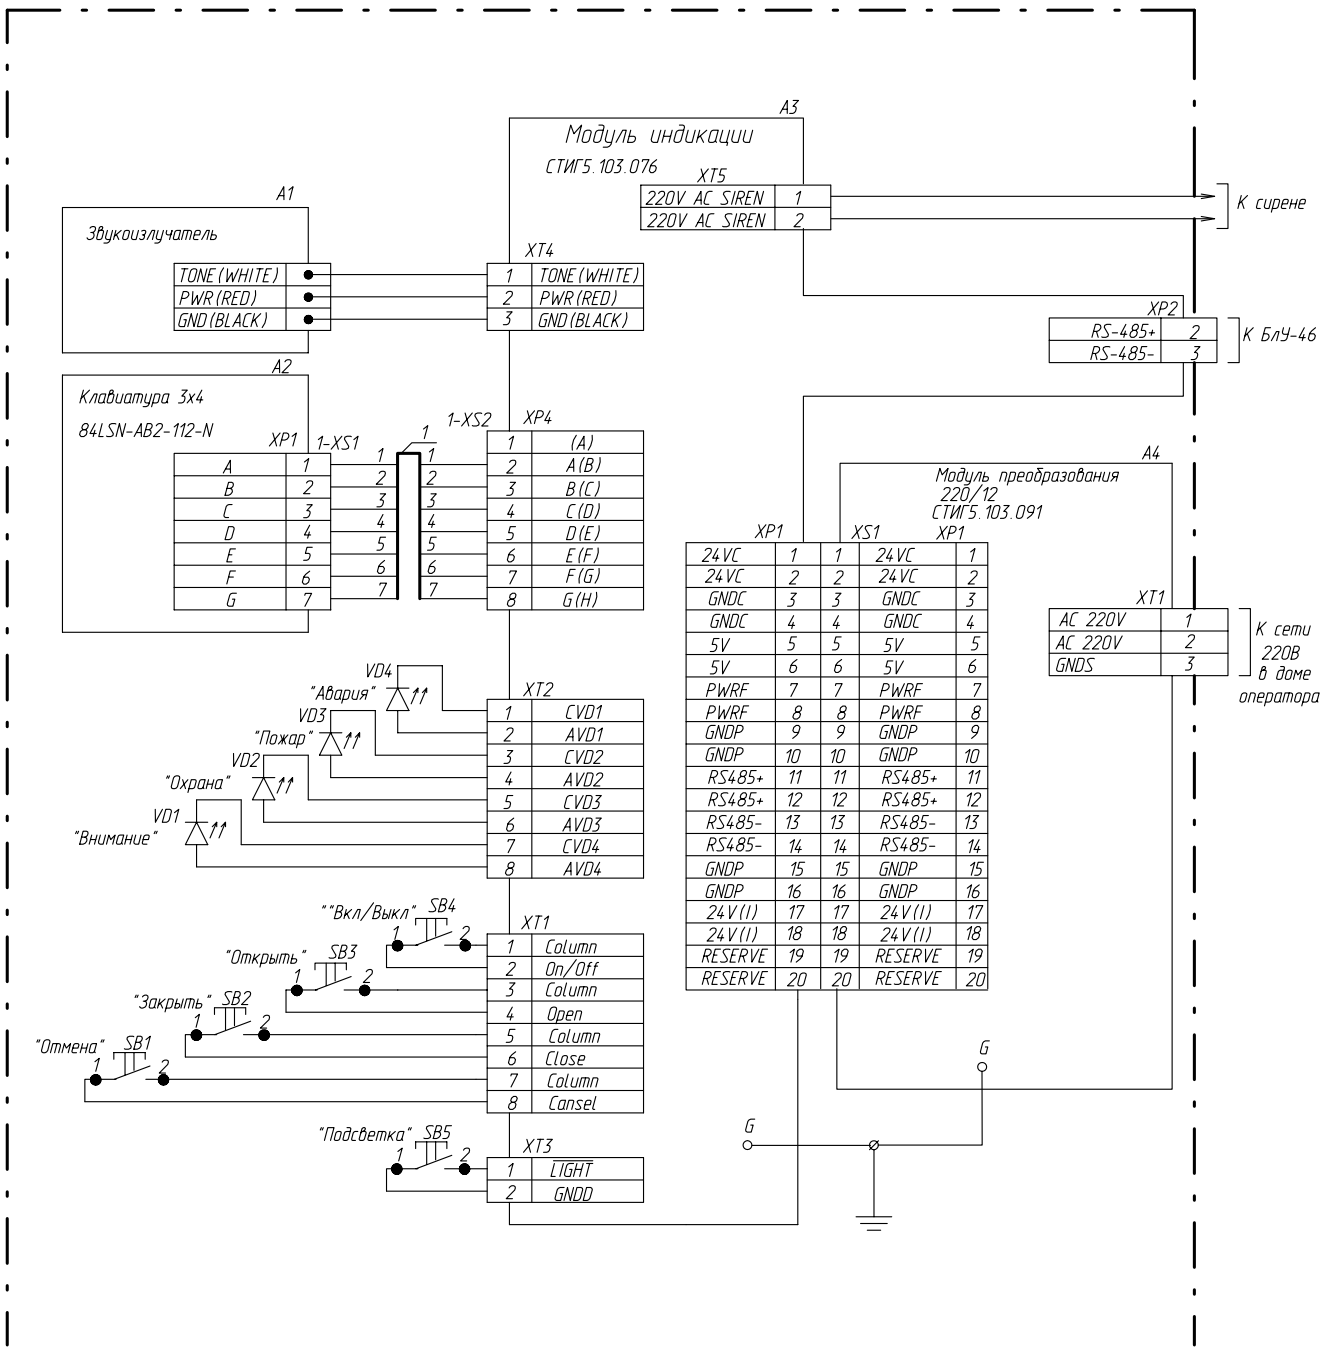 A3
Модуль индикации
СТИГ5.103.076
XT5
220V AC SIREN 1
220V AC SIREN 2
К сирене
A1
Звукоизлучатель
TONE(WHITE)
PWR(RED)
GND(BLACK)
XT4
1 TONE(WHITE)
2 PWR(RED)
3 GND(BLACK)
XP2
RS-485+ 2
RS-485- 3
К БлУ-46
A2
Клавиатура 3х4
84LSN-AB2-112-N
XP1
1-XS1
A 1
B 2
C 3
D 4
E 5
F 6
G 7
1
2
3
4
5
6
7
1
1
2
3
4
5
6
7
1-XS2
XP4
1 (A)
2 A(B)
3 B(C)
4 C(D)
5 D(E)
6 E(F)
7 F(G)
8 G(H)
A4
Модуль преобразования
220/12
СТИГ5.103.091
XP1 XS1 XP1
24VC 1 1 24VC 1
24VC 2 2 24VC 2
GNDC 3 3 GNDC 3
GNDC 4 4 GNDC 4
5V 5 5 5V 5
5V 6 6 5V 6
PWRF 7 7 PWRF 7
PWRF 8 8 PWRF 8
GNDP 9 9 GNDP 9
GNDP 10 10 GNDP 10
RS485+ 11 11 RS485+ 11
RS485+ 12 12 RS485+ 12
RS485- 13 13 RS485- 13
RS485- 14 14 RS485- 14
GNDP 15 15 GNDP 15
GNDP 16 16 GNDP 16
24V(I) 17 17 24V(I) 17
24V(I) 18 18 24V(I) 18
RESERVE 19 19 RESERVE 19
RESERVE 20 20 RESERVE 20
XT1
AC 220V 1
AC 220V 2
GNDS 3
К сети
220В
в доме
оператора
VD4
"Авария"
VD3
"Пожар"
VD2
"Охрана"
VD1
"Внимание"
XT2
1 CVD1
2 AVD1
3 CVD2
4 AVD2
5 CVD3
6 AVD3
7 CVD4
8 AVD4
""Вкл/Выкл" SB4
1 2
"Открыть" SB3
1 2
"Закрыть" SB2
1 2
"Отмена" SB1
1 2
XT1
1 Column
2 On/Off
3 Column
4 Open
5 Column
6 Close
7 Column
8 Cansel
"Подсветка" SB5
1 2
XT3
1 LIGHT
2 GNDD
G
G